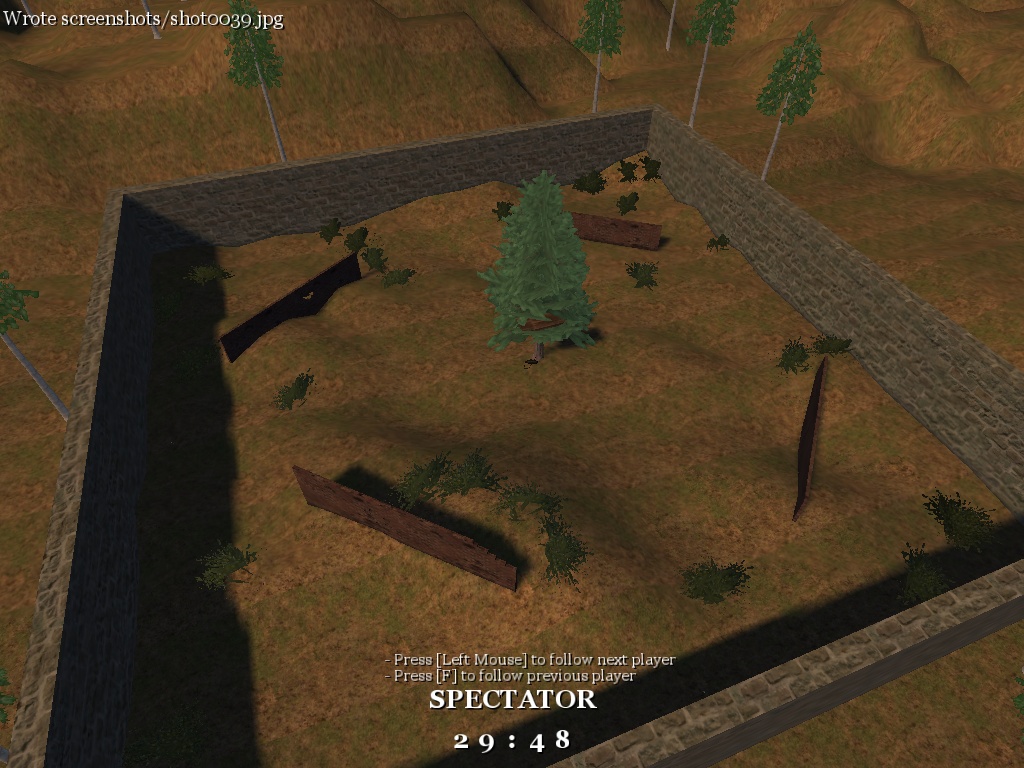 Wrote screenshots/shot0039.jpg
- Press [Left Mouse] to follow next player
- Press [F] to follow previous player
SPECTATOR
29:48